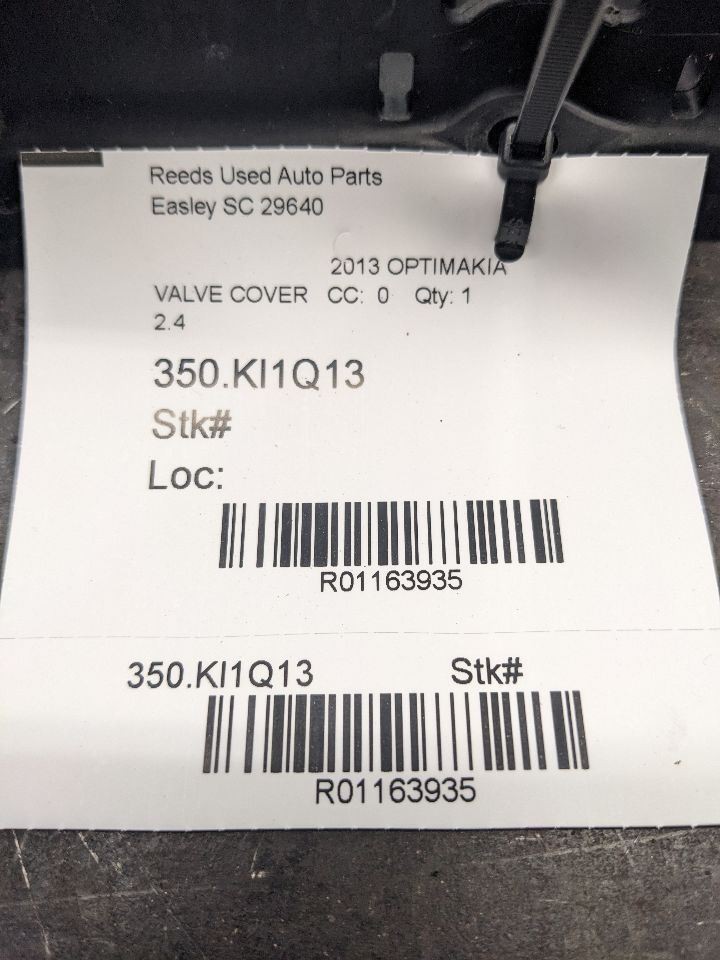 Reeds Used Auto Parts
Easley SC 29640
2013 OPTIMAKIA
VALVE COVER CC: 0 Qty: 1
2.4
350.KI1Q13
Stk#
Loc:
R01163935
350.KI1Q13 Stk#
R01163935